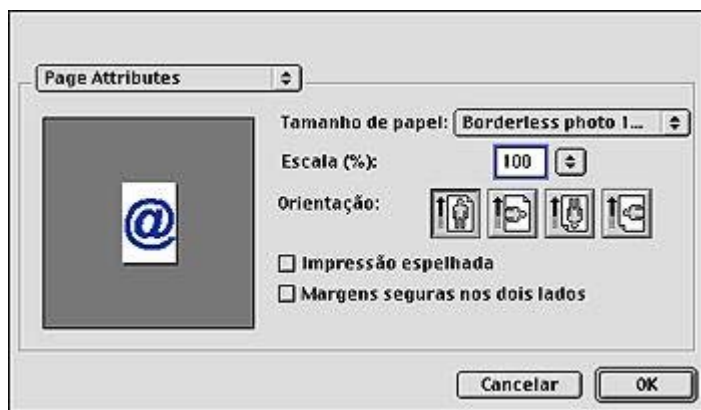 Page Attributes
Tamanho de papel: Borderless photo 1...
Escala (%): 100
Orientação:
@
Impressão espelhada
Margens seguras nos dois lados
Cancelar OK